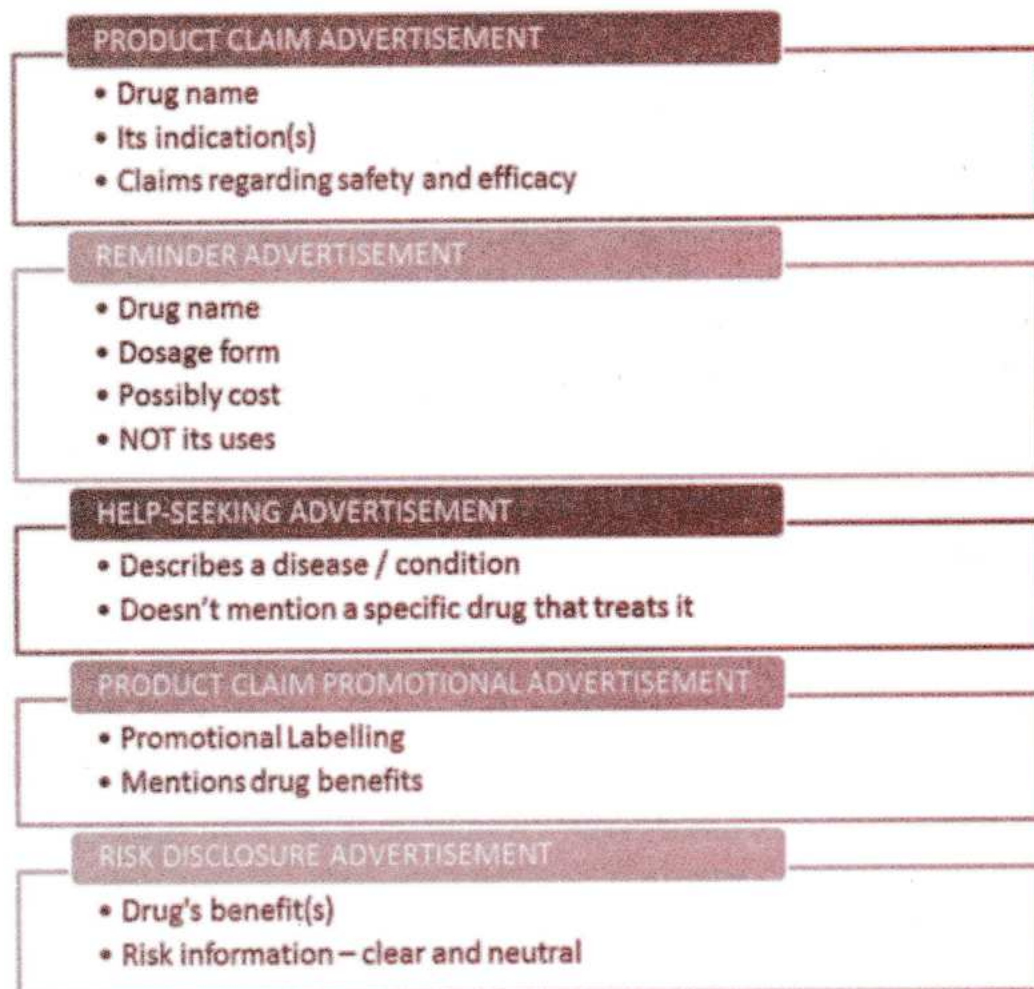 PRODUCT CLAIM ADVERTISEMENT
• Drug name
• Its indication(s)
• Claims regarding safety and efficacy
REMINDER ADVERTISEMENT
• Drug name
• Dosage form
• Possibly cost
• NOT its uses
HELP-SEEKING ADVERTISEMENT
• Describes a disease / condition
• Doesn't mention a specific drug that treats it
PRODUCT CLAIM PROMOTIONAL ADVERTISEMENT
• Promotional Labelling
• Mentions drug benefits
RISK DISCLOSURE ADVERTISEMENT
• Drug's benefit(s)
• Risk information – clear and neutral